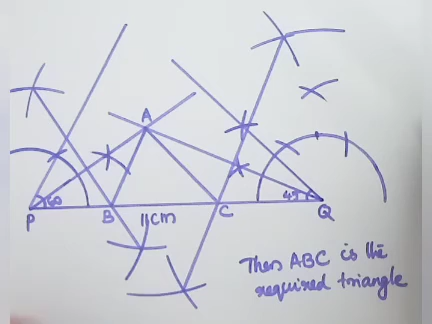 A
60
45
P
B
11cm
C
Q
Then ABC is the
required triangle